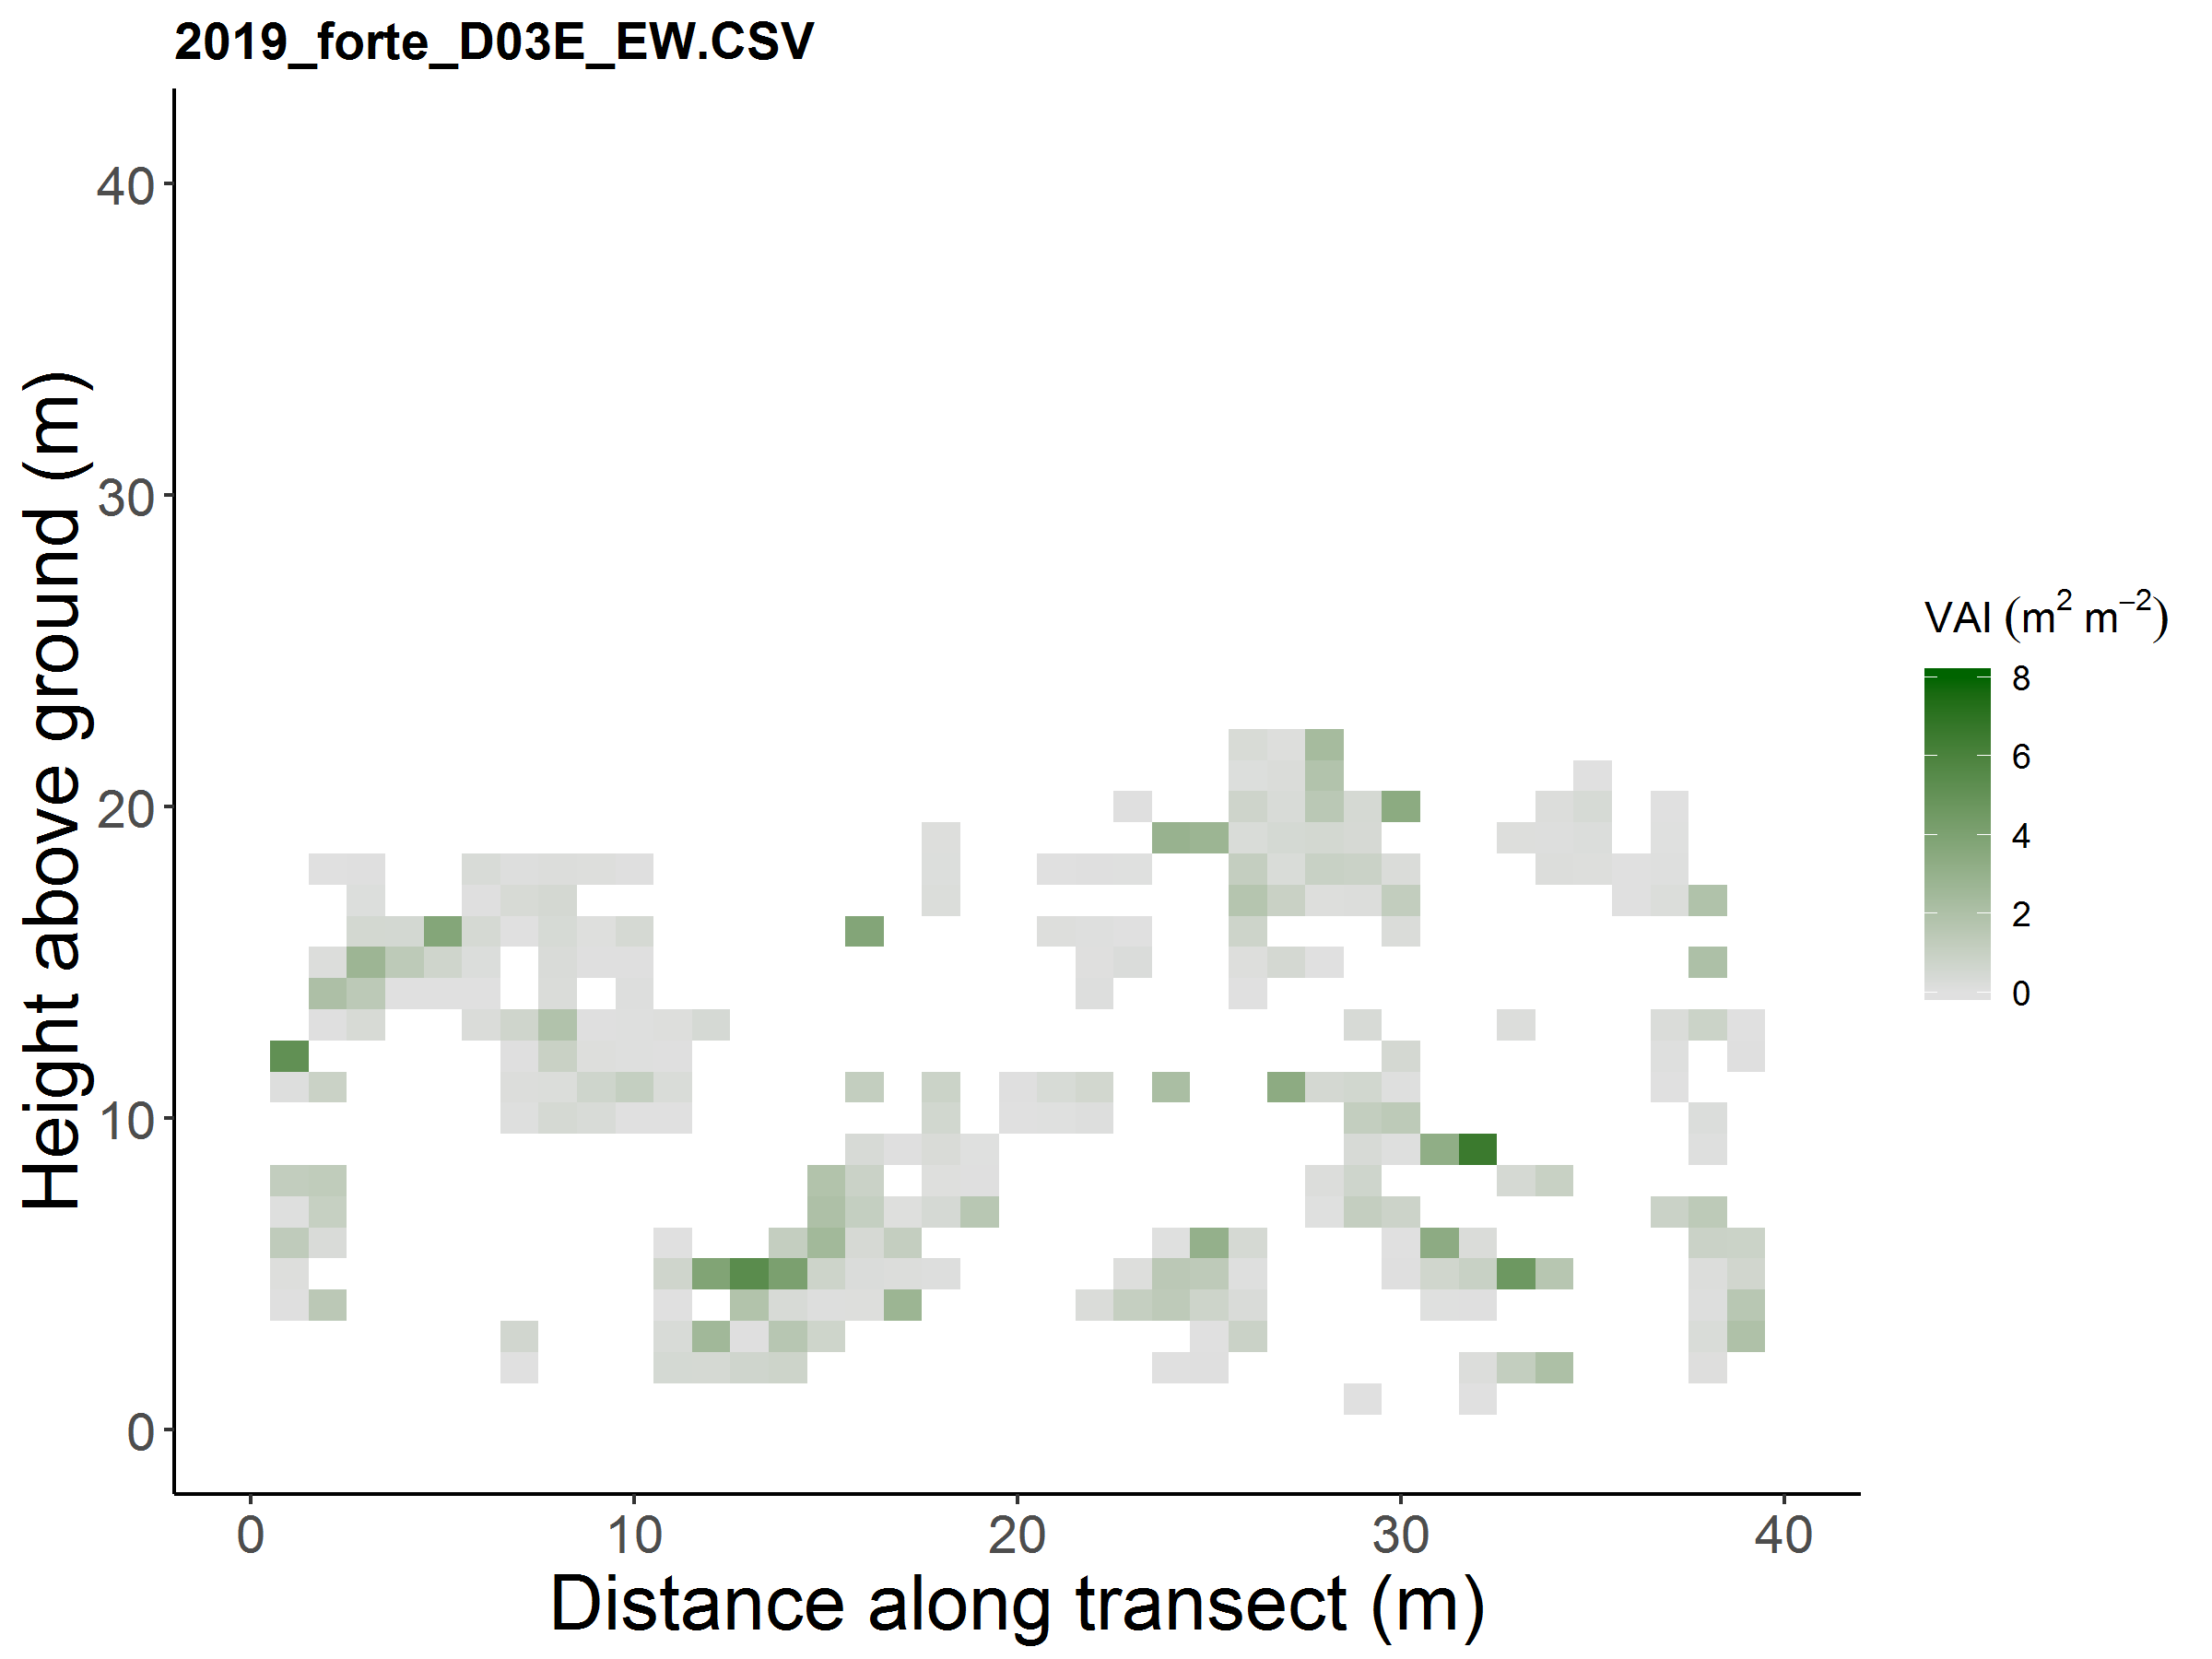 2019_forte_D03E_EW.CSV
Height above ground (m)
40
30
20
10
0
0 10 20 30 40
Distance along transect (m)
VAI (m² m⁻²)
8
6
4
2
0